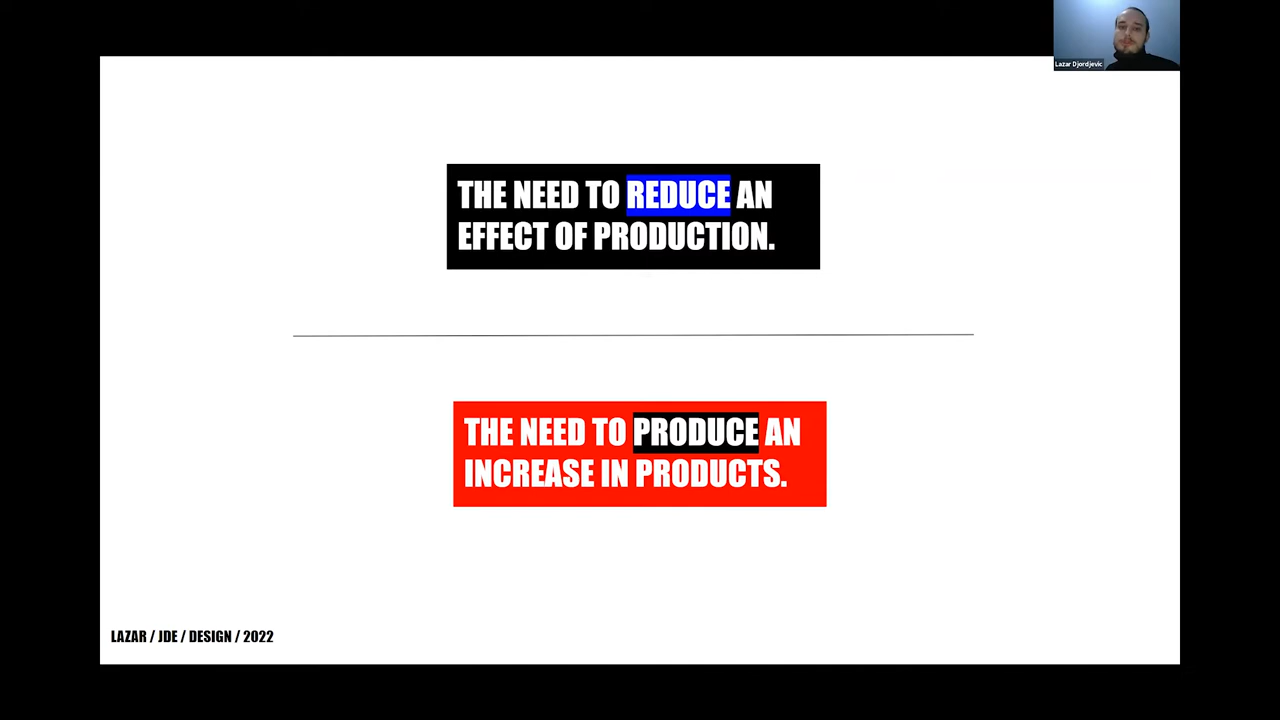 Lazar Djordjevic
THE NEED TO REDUCE AN
EFFECT OF PRODUCTION.
THE NEED TO PRODUCE AN
INCREASE IN PRODUCTS.
LAZAR / JDE / DESIGN / 2022